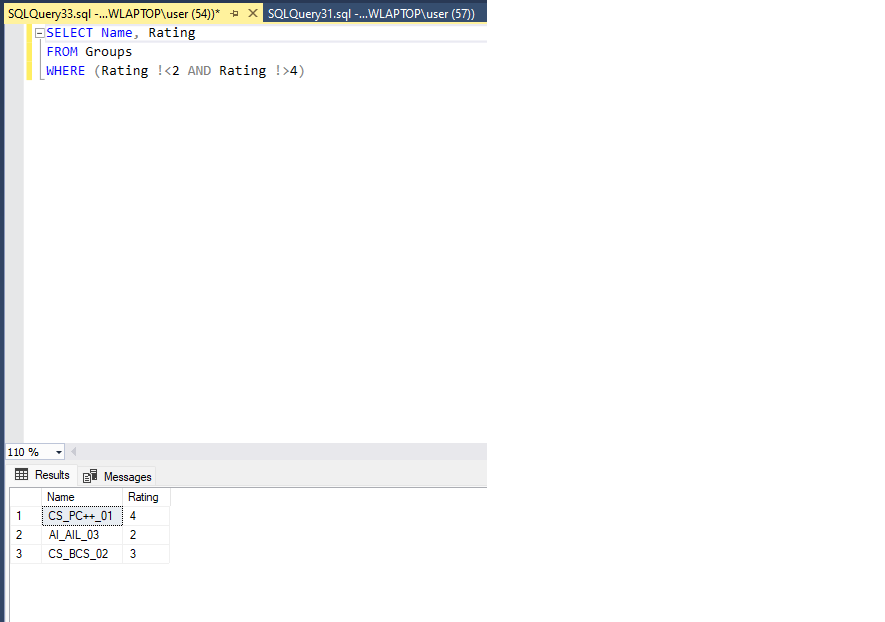 SQLQuery33.sql -...WLAPTOP\user (54))* SQLQuery31.sql -...WLAPTOP\user (57))
SELECT Name, Rating
FROM Groups
WHERE (Rating !<2 AND Rating !>4)
110 %
Results Messages
Name Rating
1 CS_PC++_01 4
2 AI_AIL_03 2
3 CS_BCS_02 3